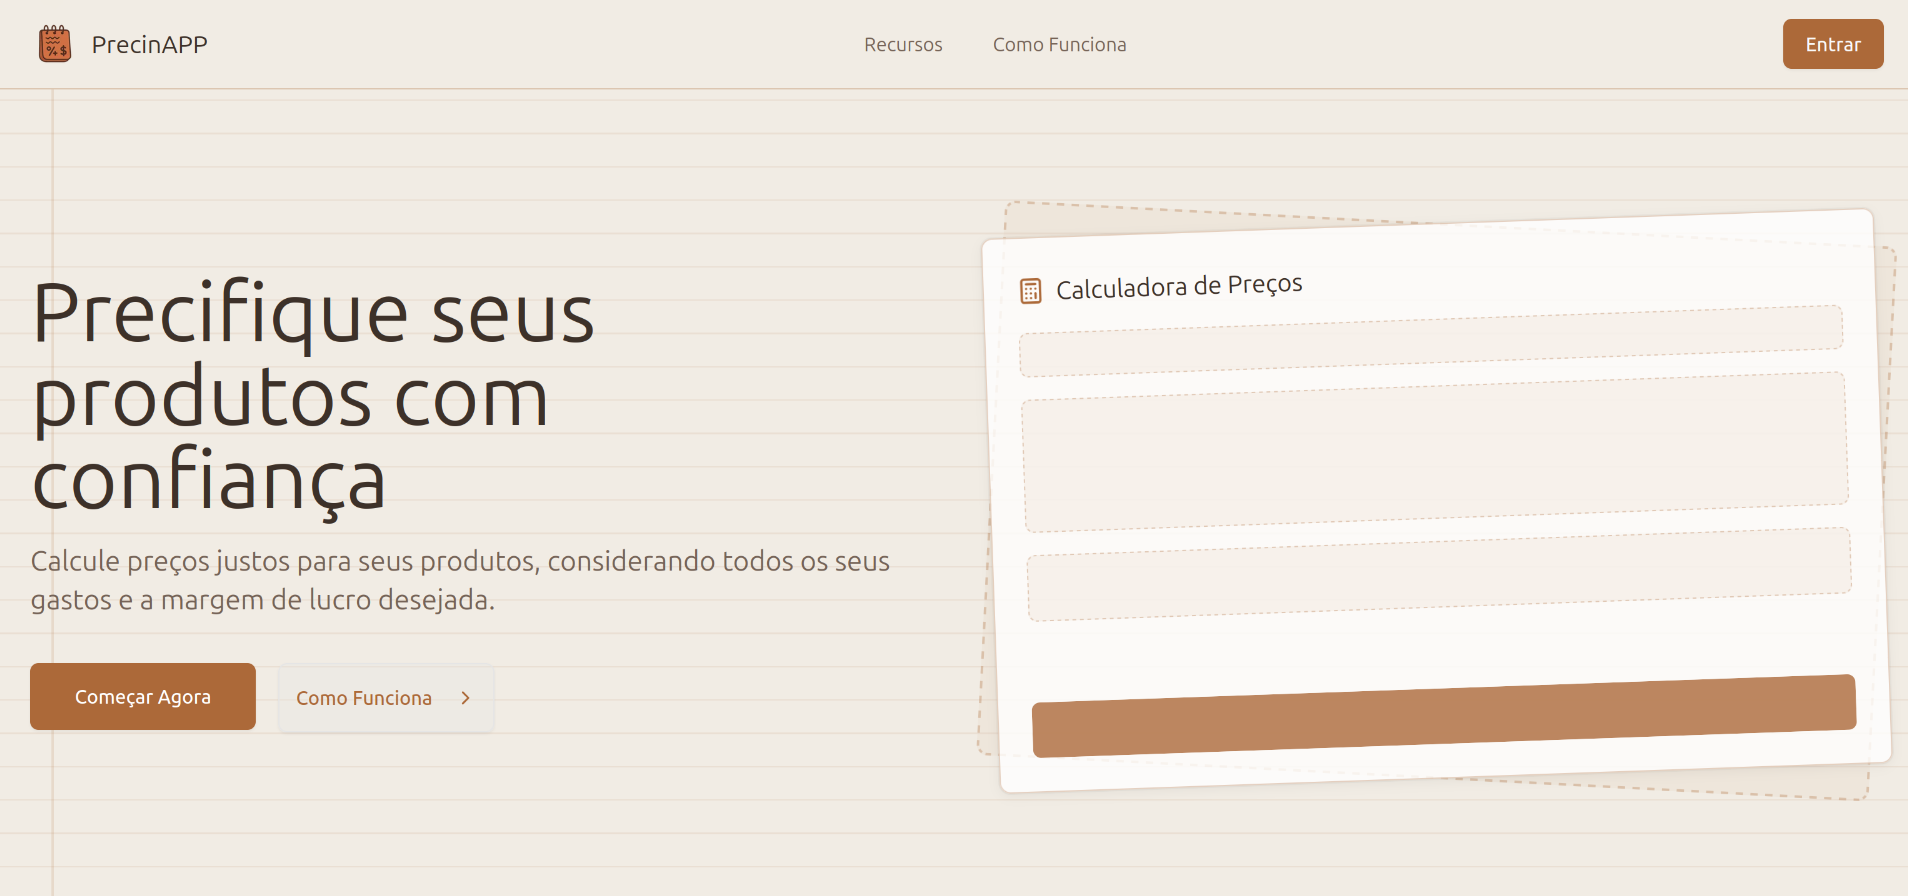 PrecinAPP
Recursos
Como Funciona
Entrar
Precifique seus
produtos com
confiança
Calcule preços justos para seus produtos, considerando todos os seus
gastos e a margem de lucro desejada.
Começar Agora
Como Funciona
Calculadora de Preços
% $